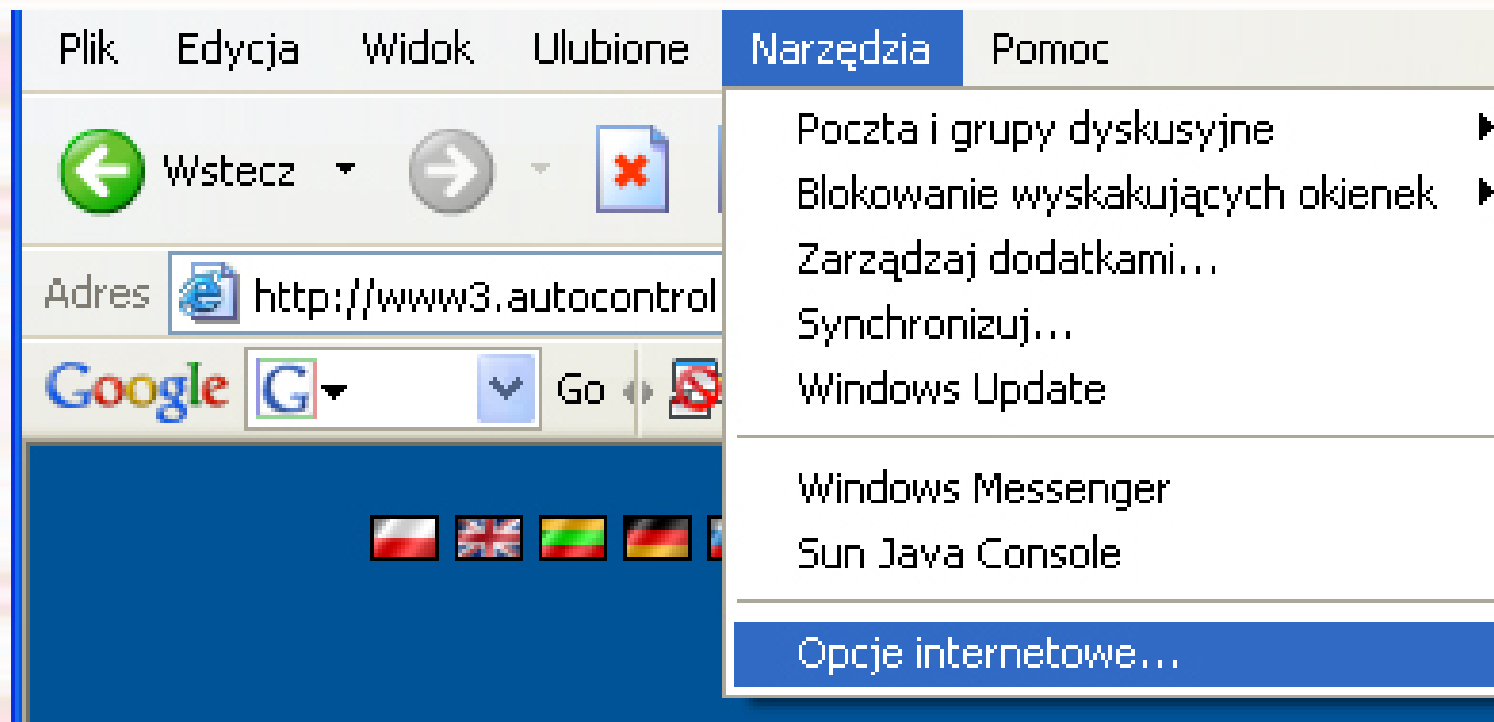 Plik Edycja Widok Ulubione Narzędzia Pomoc
Wstecz
Adres http://www3.autocontrol
Google G Go
Poczta i grupy dyskusyjne
Blokowanie wyskakujących okienek
Zarządzaj dodatkami...
Synchronizuj...
Windows Update
Windows Messenger
Sun Java Console
Opcje internetowe...